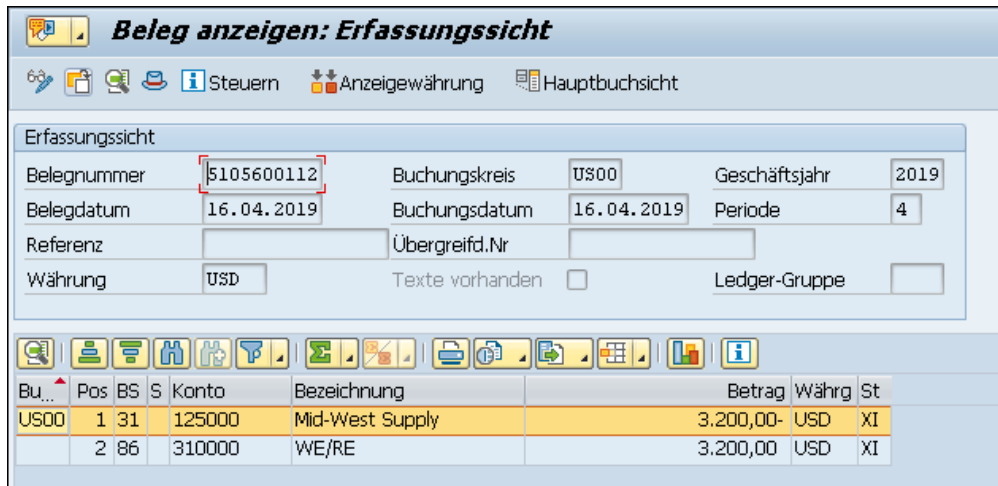 Beleg anzeigen: Erfassungssicht
Steuern Anzeigewährung Hauptbuchsicht
Erfassungssicht
Belegnummer 5105600112 Buchungskreis US00 Geschäftsjahr 2019
Belegdatum 16.04.2019 Buchungsdatum 16.04.2019 Periode 4
Referenz Übergreifd.Nr
Währung USD Texte vorhanden Ledger-Gruppe
Bu... Pos BS S Konto Bezeichnung Betrag Währg St
US00 1 31 125000 Mid-West Supply 3.200,00- USD XI
2 86 310000 WE/RE 3.200,00 USD XI